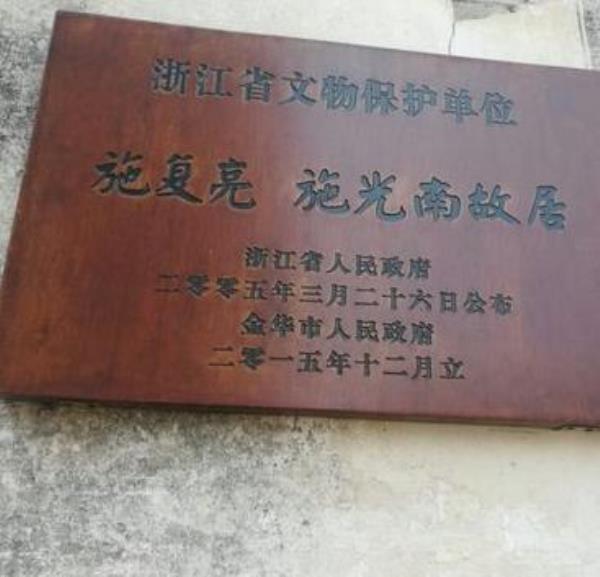 浙江省文物保护单位
施复亮 施光南故居
浙江省人民政府
二零零五年三月二十六日公布
金华市人民政府
二零一五年十二月立